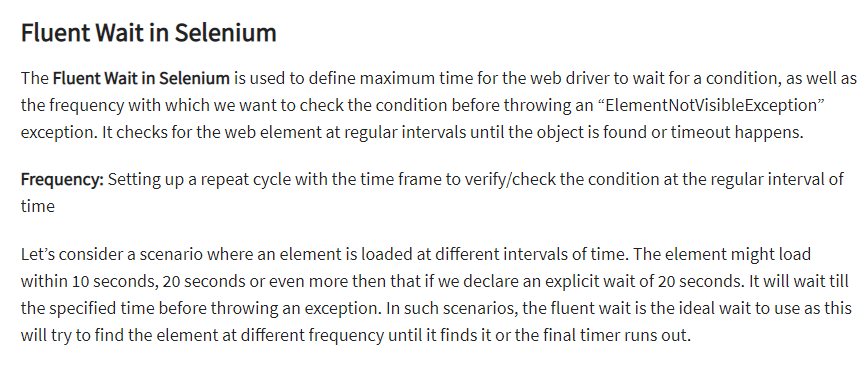 Fluent Wait in Selenium
The Fluent Wait in Selenium is used to define maximum time for the web driver to wait for a condition, as well as
the frequency with which we want to check the condition before throwing an “ElementNotVisibleException”
exception. It checks for the web element at regular intervals until the object is found or timeout happens.
Frequency: Setting up a repeat cycle with the time frame to verify/check the condition at the regular interval of
time
Let’s consider a scenario where an element is loaded at different intervals of time. The element might load
within 10 seconds, 20 seconds or even more then that if we declare an explicit wait of 20 seconds. It will wait till
the specified time before throwing an exception. In such scenarios, the fluent wait is the ideal wait to use as this
will try to find the element at different frequency until it finds it or the final timer runs out.